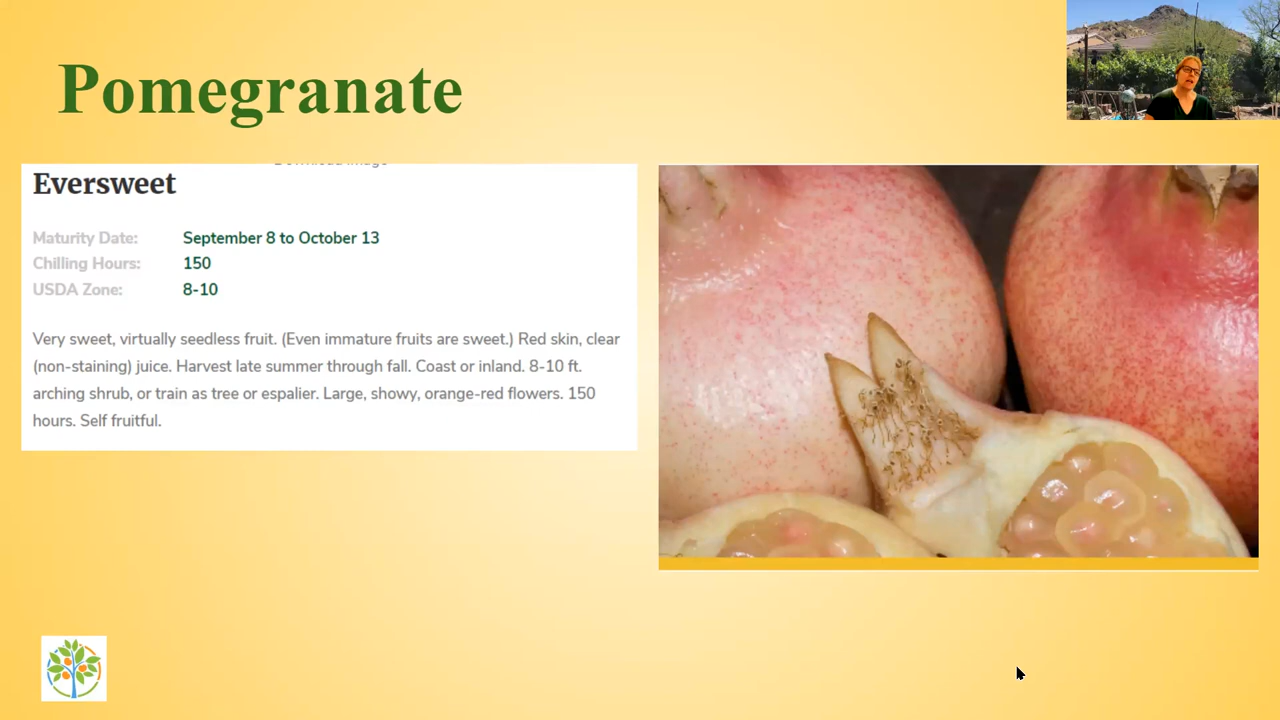 Pomegranate
Eversweet
Maturity Date: September 8 to October 13
Chilling Hours: 150
USDA Zone: 8-10
Very sweet, virtually seedless fruit. (Even immature fruits are sweet.) Red skin, clear
(non-staining) juice. Harvest late summer through fall. Coast or inland. 8-10 ft.
arching shrub, or train as tree or espalier. Large, showy, orange-red flowers. 150
hours. Self fruitful.